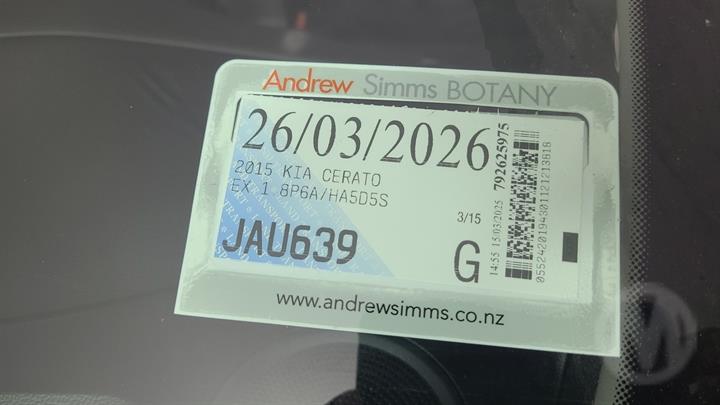 Andrew Simms BOTANY
26/03/2026
2015 KIA CERATO
EX 1.8P6A/HA5D5S
JAU639
3/15
G
14:55 15/03/2025
792625975
0552420194301121213818
www.andrewsimms.co.nz